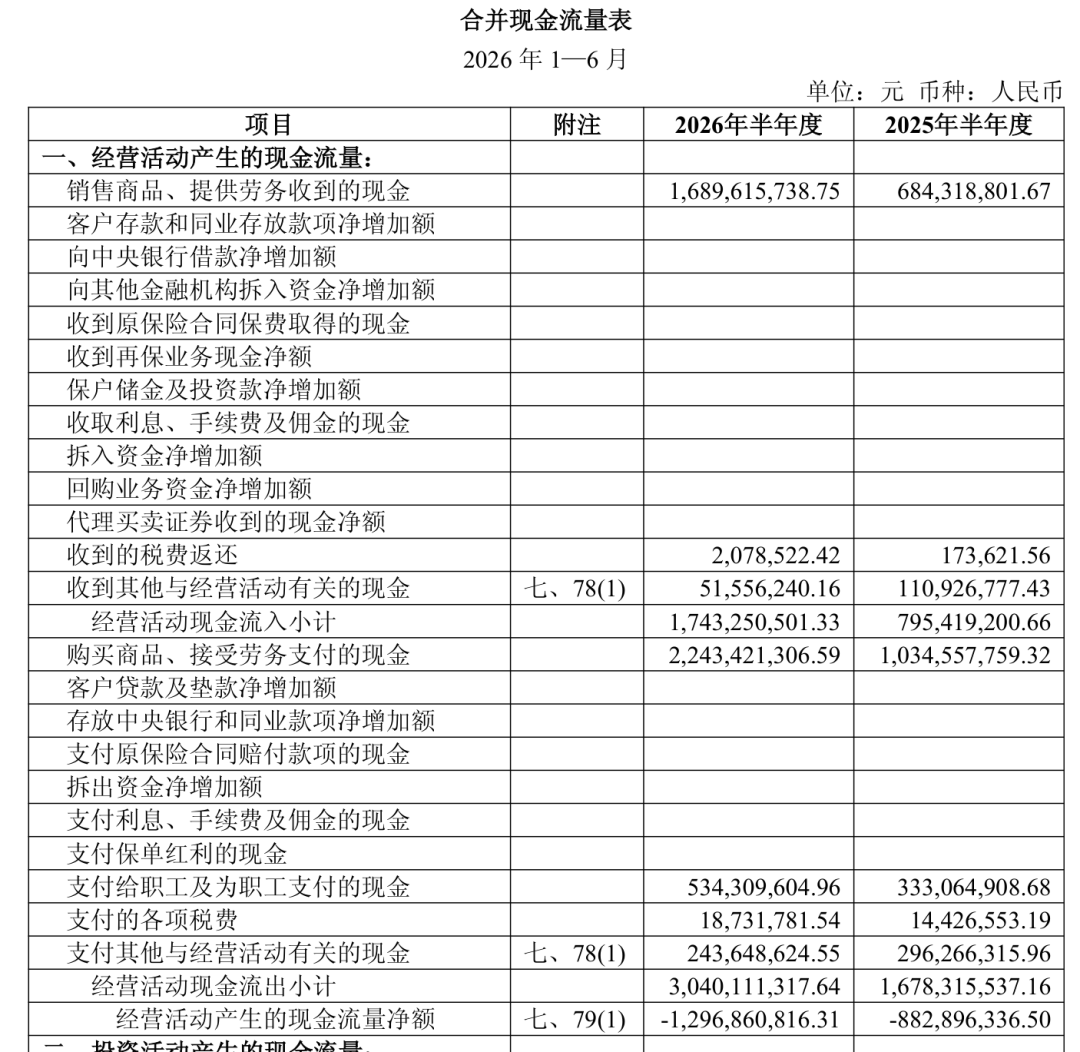 合并现金流量表
2026 年 1—6 月
单位：元 币种：人民币
项目 附注 2026年半年度 2025年半年度
一、经营活动产生的现金流量：
销售商品、提供劳务收到的现金 1,689,615,738.75 684,318,801.67
客户存款和同业存放款项净增加额
向中央银行借款净增加额
向其他金融机构拆入资金净增加额
收到原保险合同保费取得的现金
收到再保业务现金净额
保户储金及投资款净增加额
收取利息、手续费及佣金的现金
拆入资金净增加额
回购业务资金净增加额
代理买卖证券收到的现金净额
收到的税费返还 2,078,522.42 173,621.56
收到其他与经营活动有关的现金 七、78(1) 51,556,240.16 110,926,777.43
经营活动现金流入小计 1,743,250,501.33 795,419,200.66
购买商品、接受劳务支付的现金 2,243,421,306.59 1,034,557,759.32
客户贷款及垫款净增加额
存放中央银行和同业款项净增加额
支付原保险合同赔付款项的现金
拆出资金净增加额
支付利息、手续费及佣金的现金
支付保单红利的现金
支付给职工及为职工支付的现金 534,309,604.96 333,064,908.68
支付的各项税费 18,731,781.54 14,426,553.19
支付其他与经营活动有关的现金 七、78(1) 243,648,624.55 296,266,315.96
经营活动现金流出小计 3,040,111,317.64 1,678,315,537.16
经营活动产生的现金流量净额 七、79(1) -1,296,860,816.31 -882,896,336.50
二、投资活动产生的现金流量：